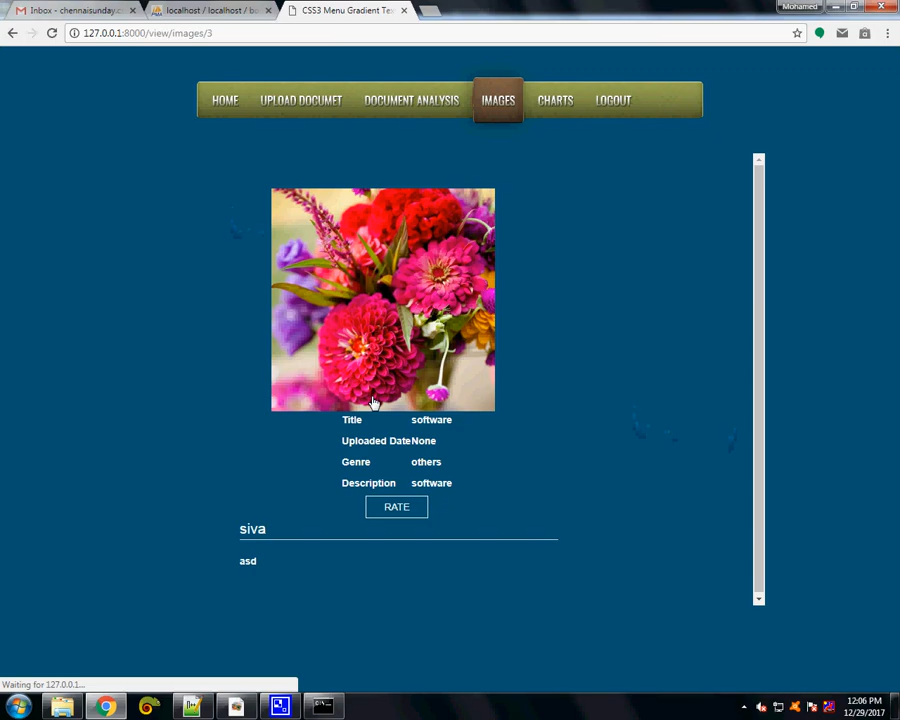 Mohamed
Inbox - chennaisunday.c
localhost / localhost / be
CSS3 Menu Gradient Tex
127.0.0.1:8000/view/images/3
HOME UPLOAD DOCUMET DOCUMENT ANALYSIS IMAGES CHARTS LOGOUT
Title software
Uploaded Date None
Genre others
Description software
RATE
siva
asd
Waiting for 127.0.0.1...
12:06 PM
12/29/2017